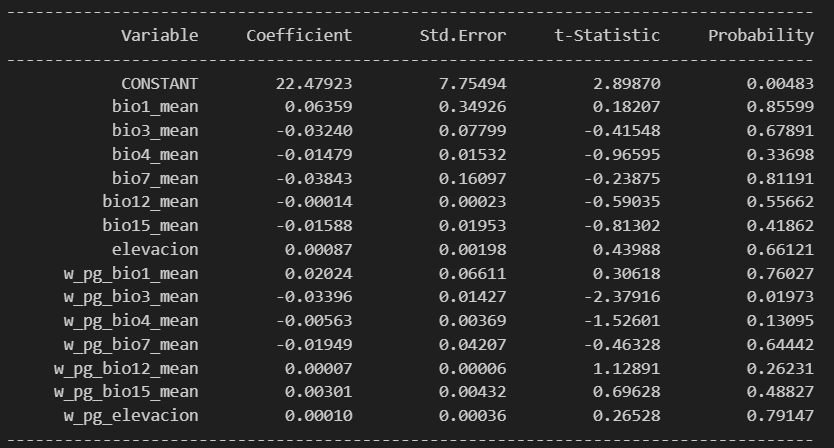 ------------------------------------------------------------------------------------
            Variable     Coefficient       Std.Error     t-Statistic     Probability
------------------------------------------------------------------------------------
            CONSTANT        22.47923         7.75494         2.89870         0.00483
          bio1_mean         0.06359         0.34926         0.18207         0.85599
          bio3_mean        -0.03240         0.07799        -0.41548         0.67891
          bio4_mean        -0.01479         0.01532        -0.96595         0.33698
          bio7_mean        -0.03843         0.16097        -0.23875         0.81191
         bio12_mean        -0.00014         0.00023        -0.59035         0.55662
         bio15_mean        -0.01588         0.01953        -0.81302         0.41862
          elevacion         0.00087         0.00198         0.43988         0.66121
     w_pg_bio1_mean         0.02024         0.06611         0.30618         0.76027
     w_pg_bio3_mean        -0.03396         0.01427        -2.37916         0.01973
     w_pg_bio4_mean        -0.00563         0.00369        -1.52601         0.13095
     w_pg_bio7_mean        -0.01949         0.04207        -0.46328         0.64442
    w_pg_bio12_mean         0.00007         0.00006         1.12891         0.26231
    w_pg_bio15_mean         0.00301         0.00432         0.69628         0.48827
     w_pg_elevacion         0.00010         0.00036         0.26528         0.79147
------------------------------------------------------------------------------------